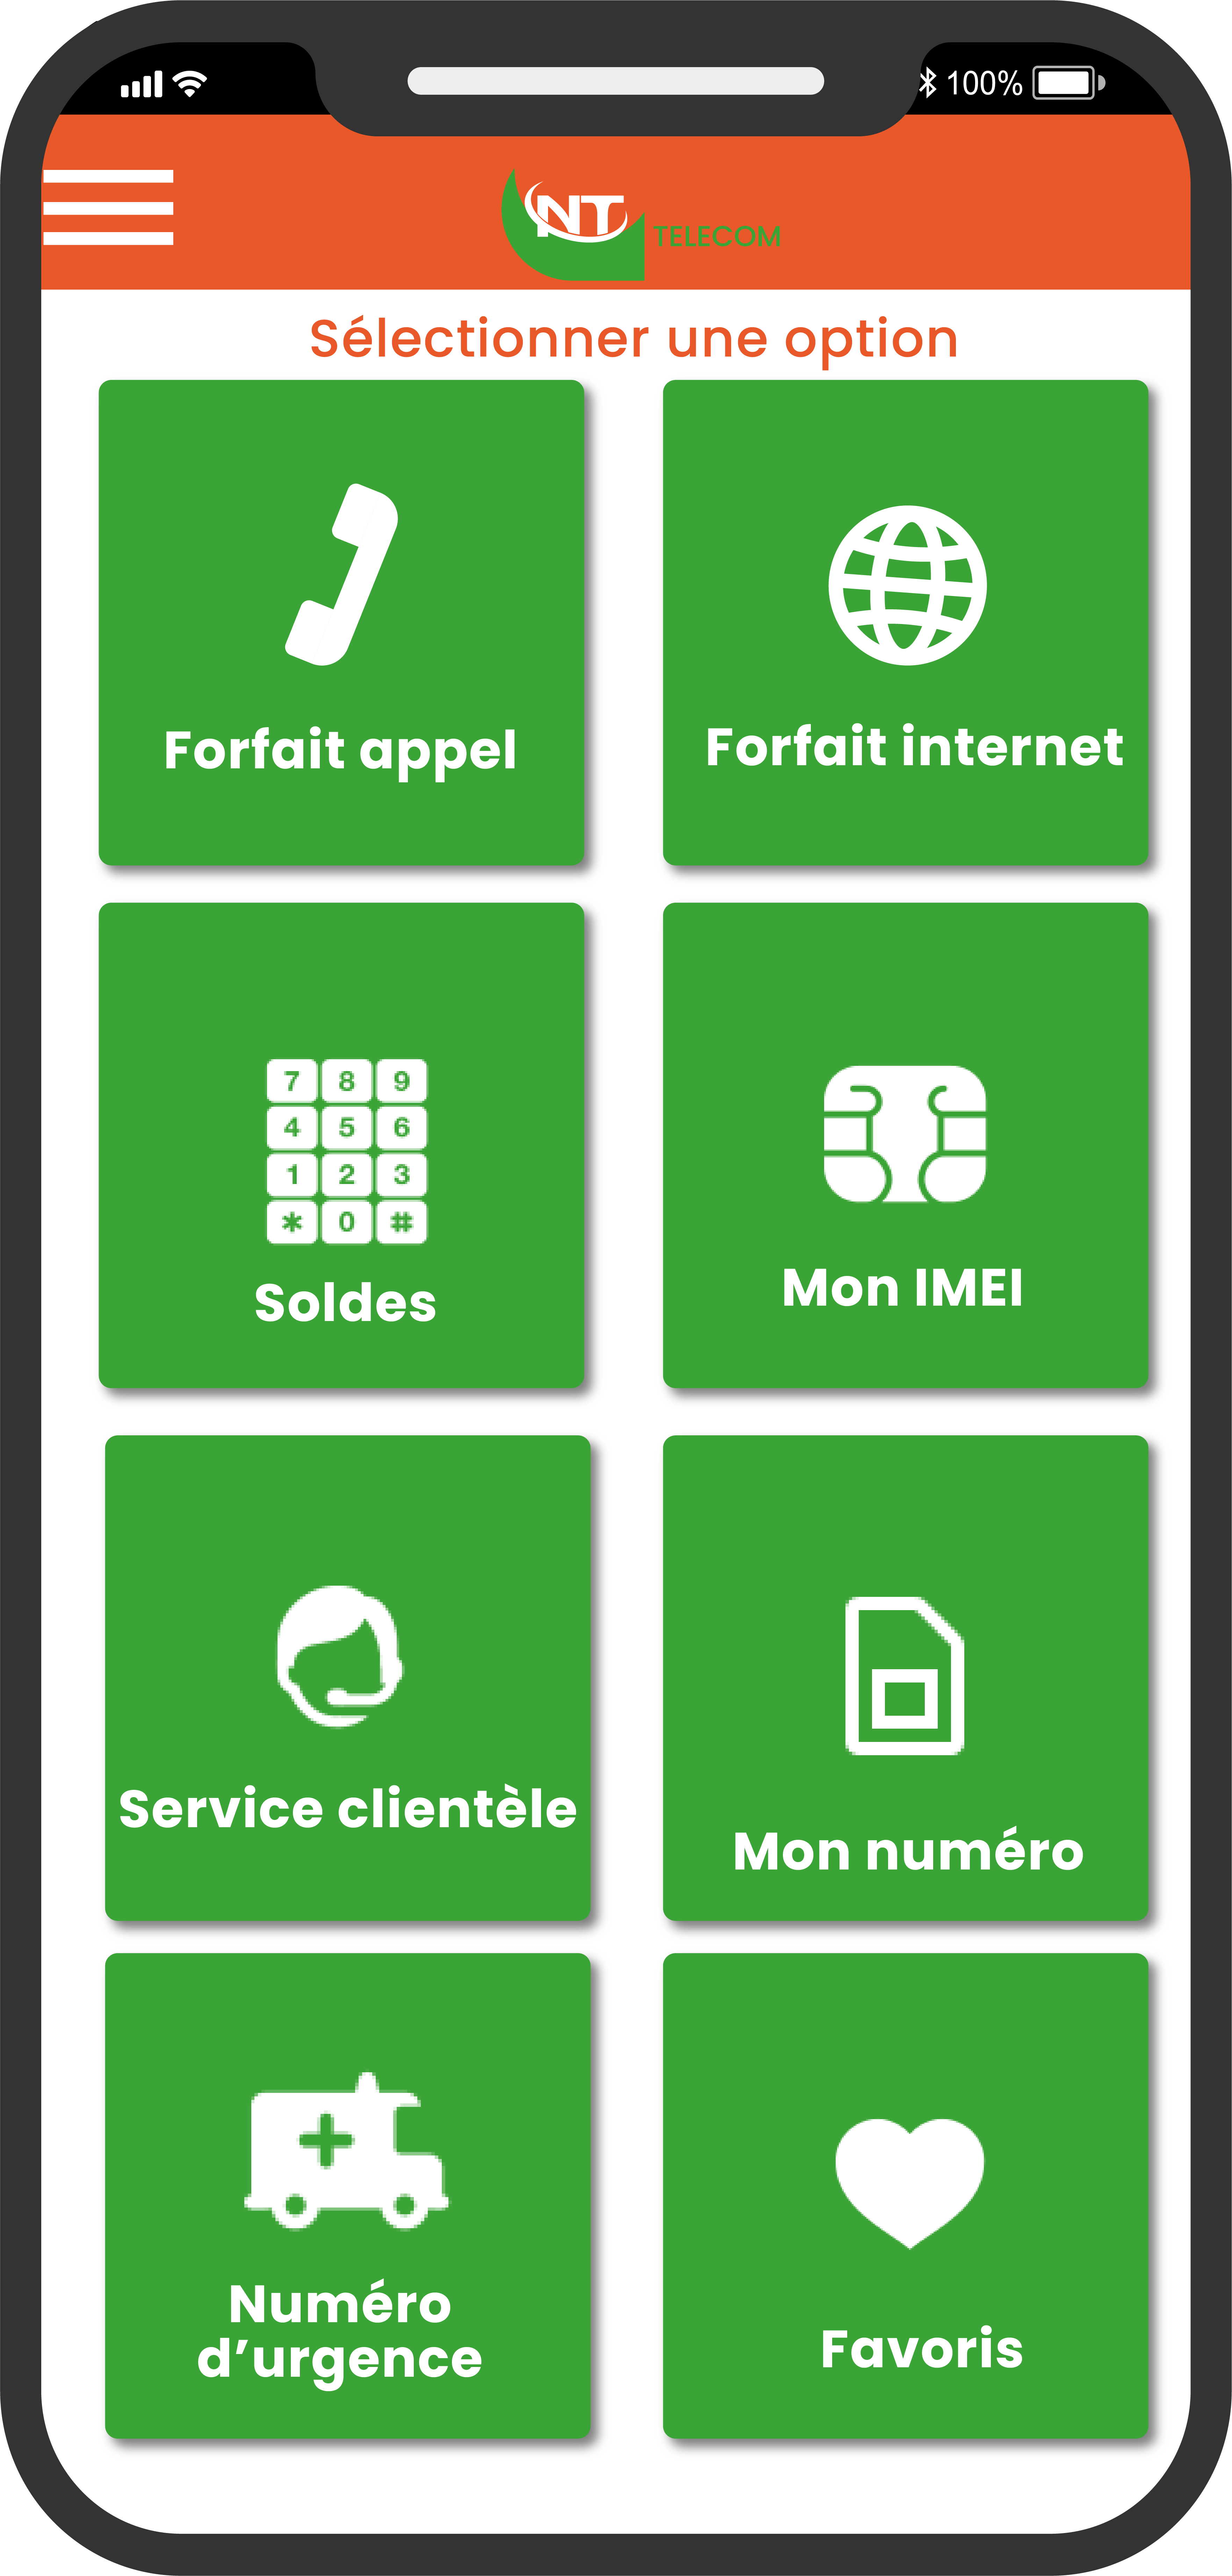 100%
NT
TELECOM
Sélectionner une option
Forfait appel
Forfait internet
7 8 9
4 5 6
1 2 3
* 0 #
Soldes
Mon IMEI
Service clientèle
Mon numéro
Numéro
d’urgence
Favoris